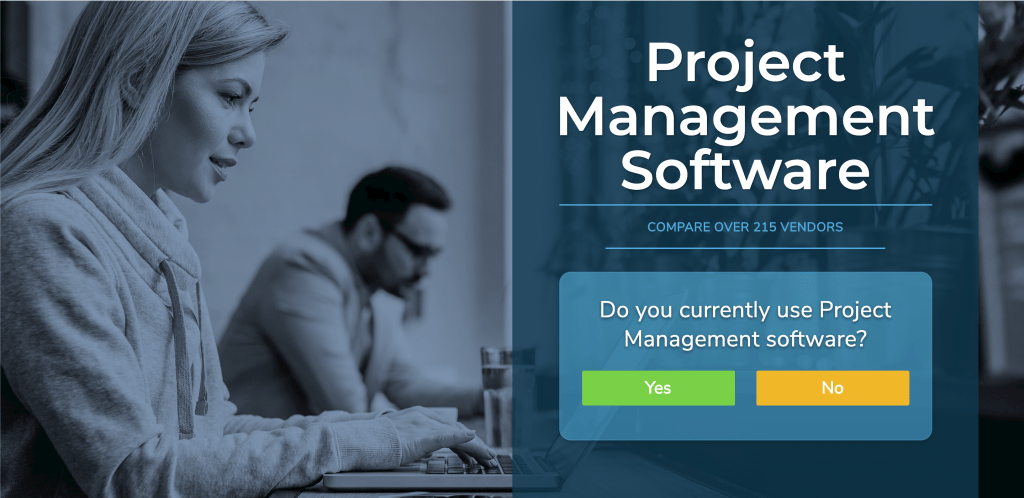 Project
Management
Software
COMPARE OVER 215 VENDORS
Do you currently use Project
Management software?
Yes
No